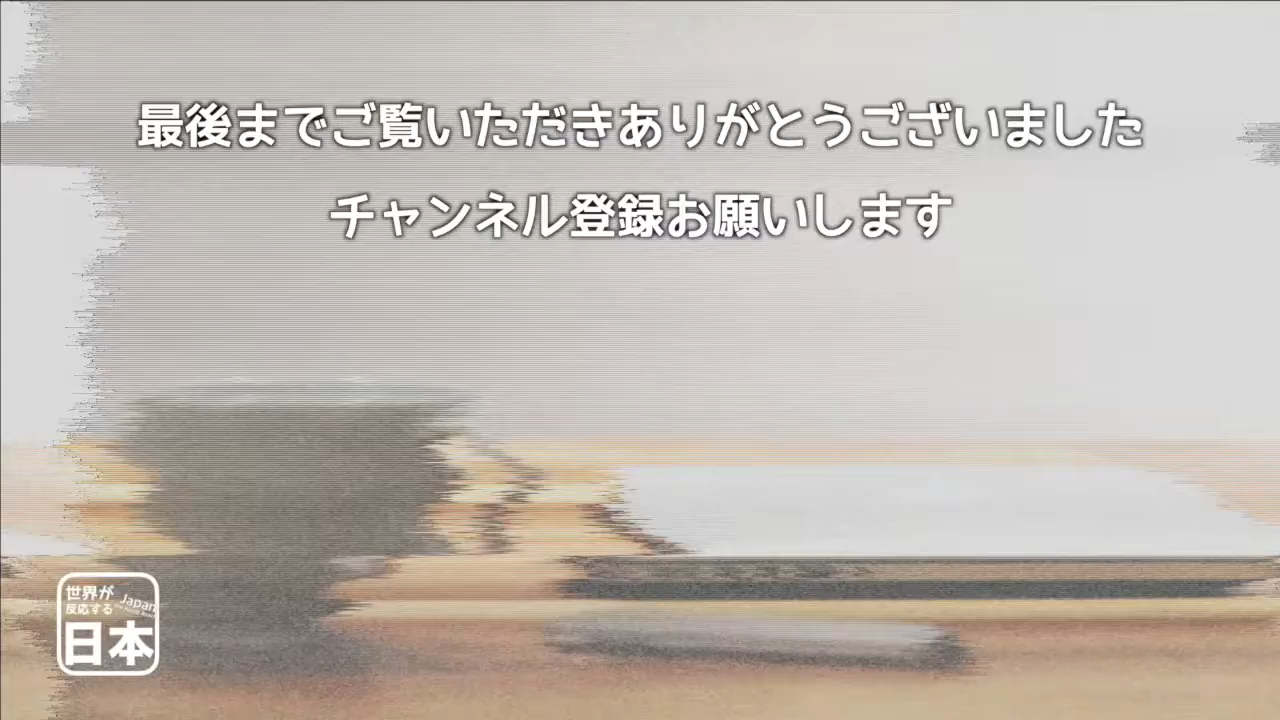 最後までご覧いただきありがとうございました
チャンネル登録お願いします
世界が
反応する
Japan
日本